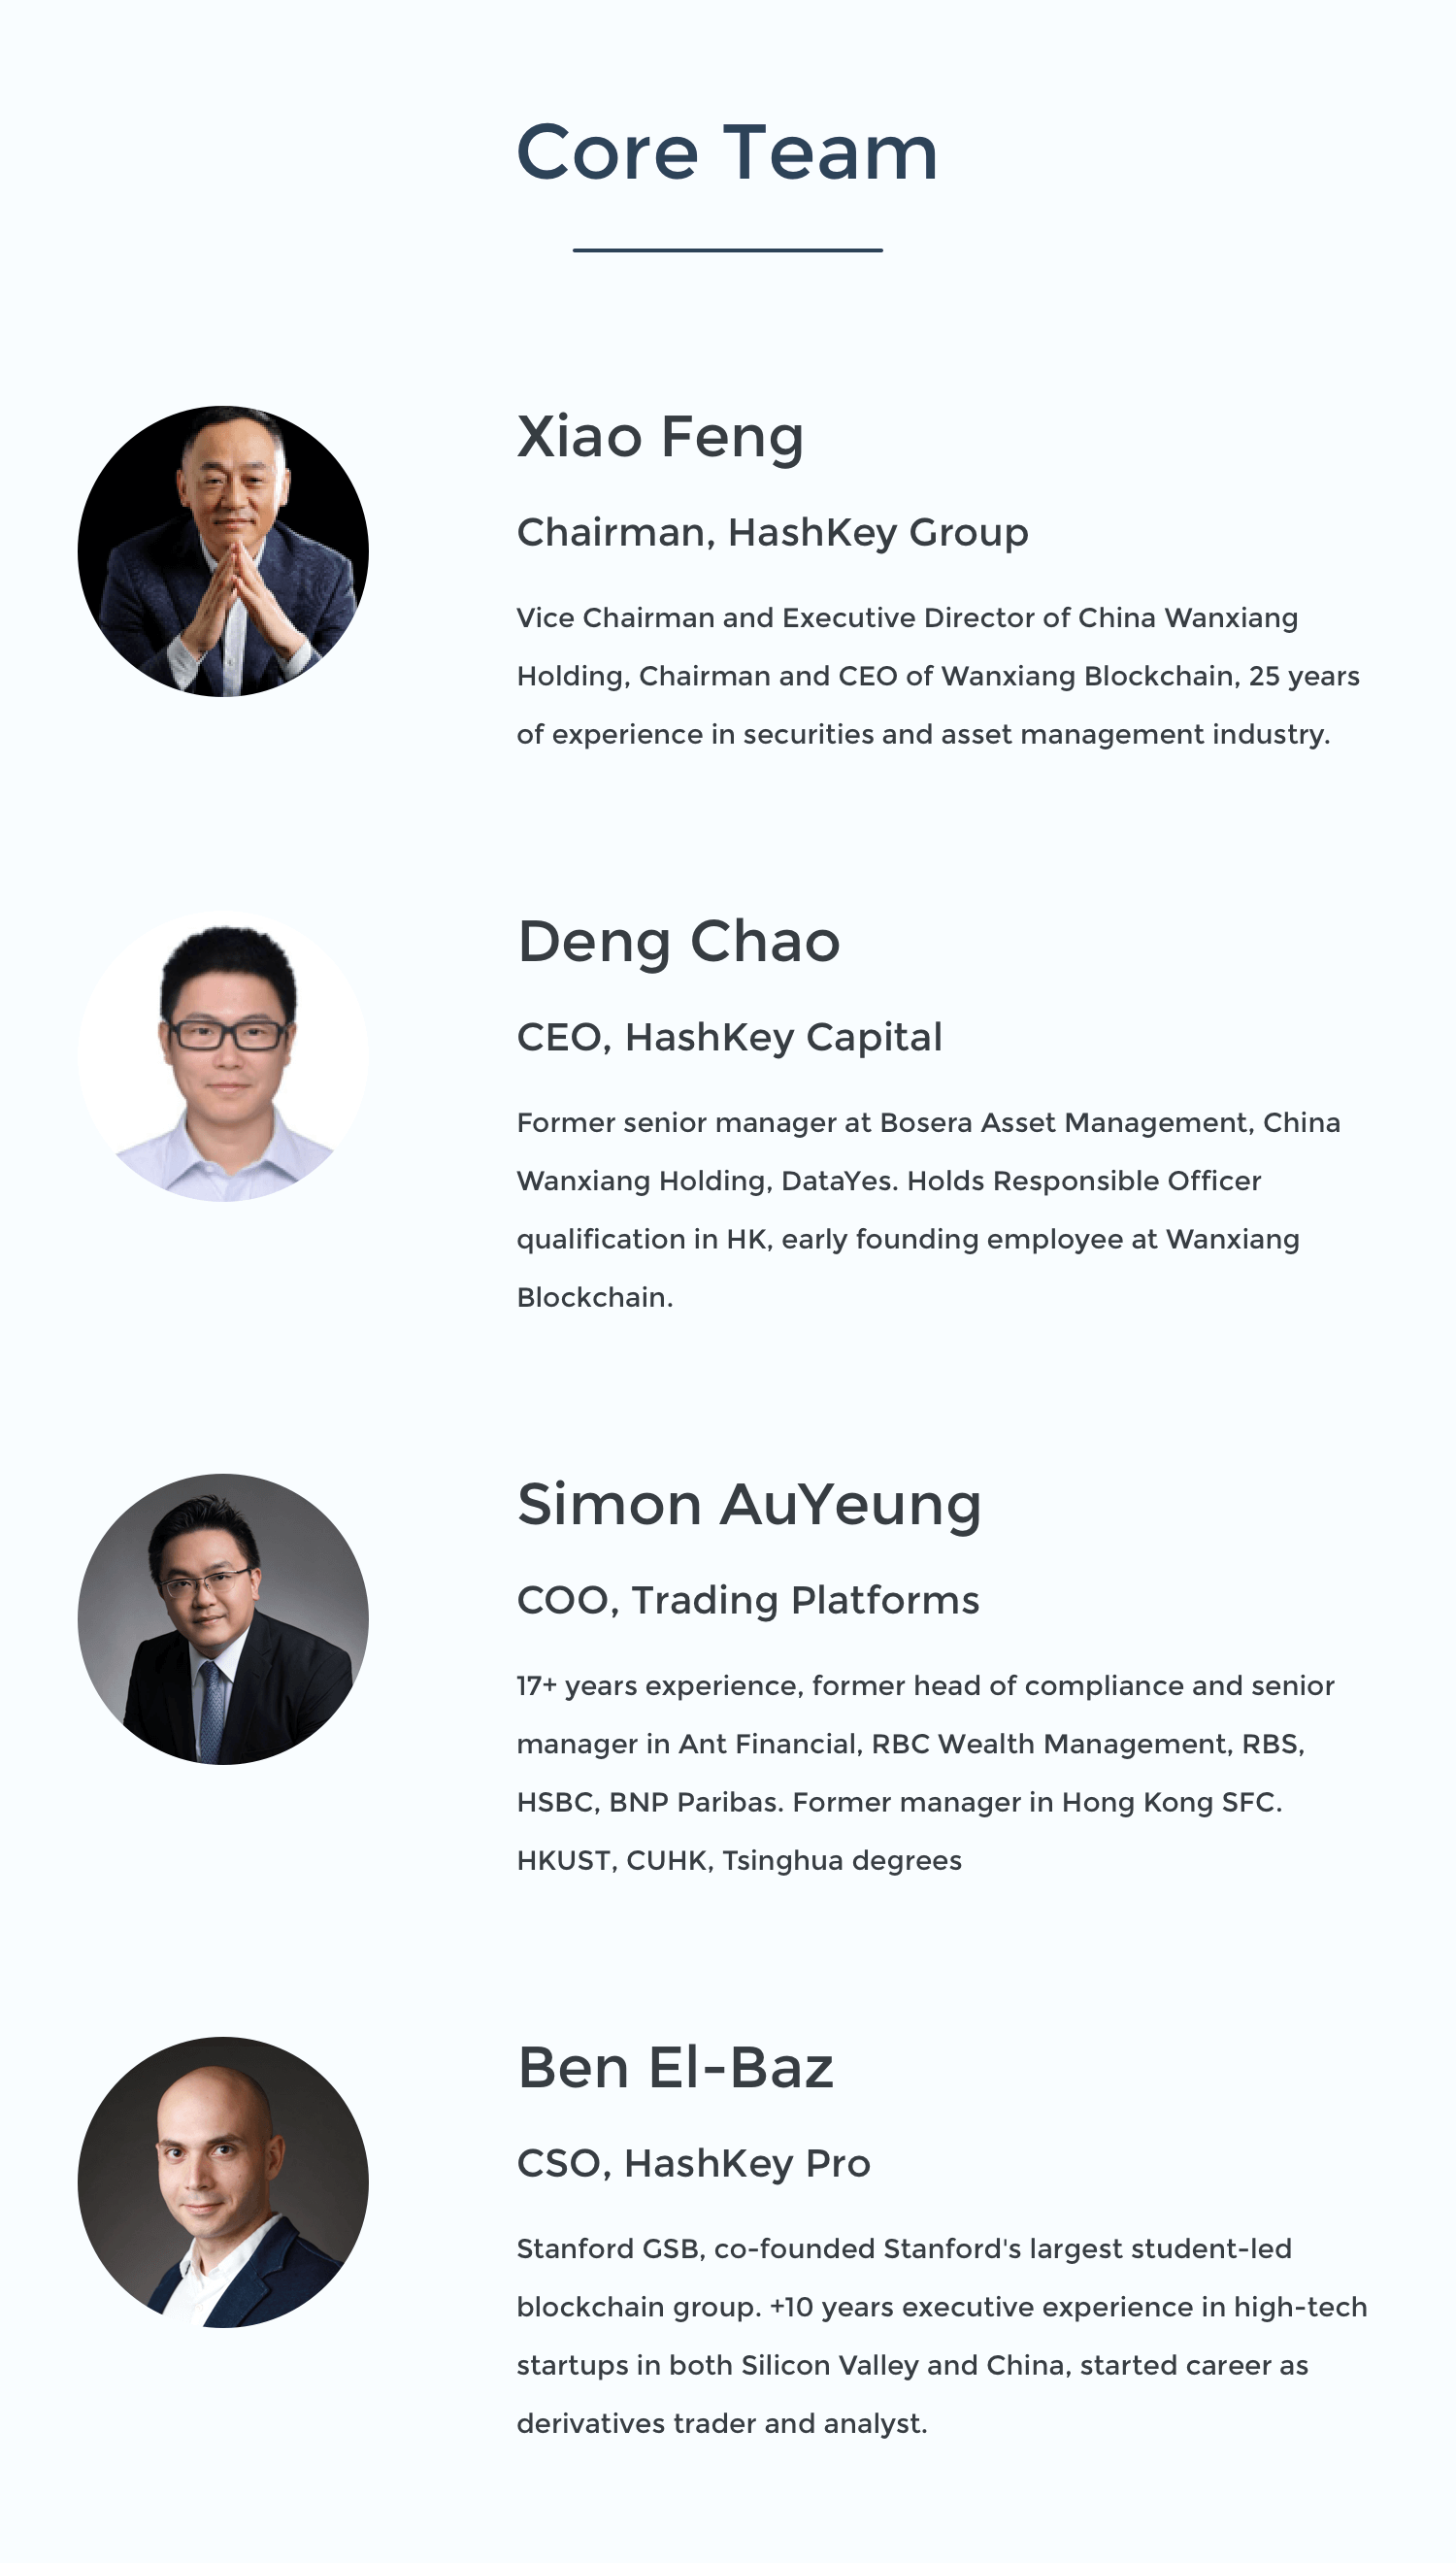 Core Team
Xiao Feng
Chairman, HashKey Group
Vice Chairman and Executive Director of China Wanxiang
Holding, Chairman and CEO of Wanxiang Blockchain, 25 years
of experience in securities and asset management industry.
Deng Chao
CEO, HashKey Capital
Former senior manager at Bosera Asset Management, China
Wanxiang Holding, DataYes. Holds Responsible Officer
qualification in HK, early founding employee at Wanxiang
Blockchain.
Simon AuYeung
COO, Trading Platforms
17+ years experience, former head of compliance and senior
manager in Ant Financial, RBC Wealth Management, RBS,
HSBC, BNP Paribas. Former manager in Hong Kong SFC.
HKUST, CUHK, Tsinghua degrees
Ben El-Baz
CSO, HashKey Pro
Stanford GSB, co-founded Stanford's largest student-led
blockchain group. +10 years executive experience in high-tech
startups in both Silicon Valley and China, started career as
derivatives trader and analyst.